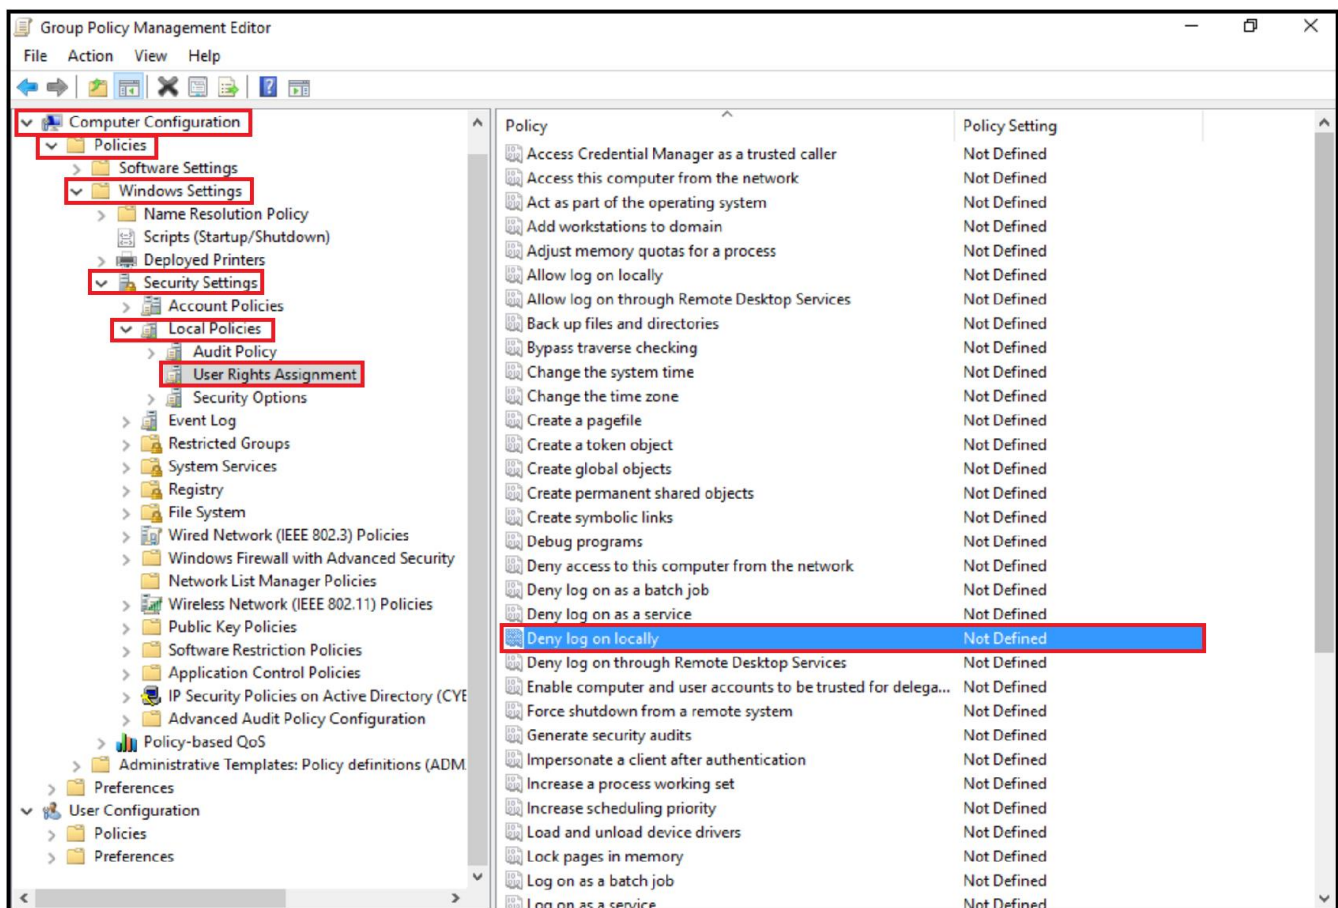 Group Policy Management Editor
File Action View Help
Computer Configuration
Policies
Software Settings
Windows Settings
Name Resolution Policy
Scripts (Startup/Shutdown)
Deployed Printers
Security Settings
Account Policies
Local Policies
Audit Policy
User Rights Assignment
Security Options
Event Log
Restricted Groups
System Services
Registry
File System
Wired Network (IEEE 802.3) Policies
Windows Firewall with Advanced Security
Network List Manager Policies
Wireless Network (IEEE 802.11) Policies
Public Key Policies
Software Restriction Policies
Application Control Policies
IP Security Policies on Active Directory (CYE
Advanced Audit Policy Configuration
Policy-based QoS
Administrative Templates: Policy definitions (ADM
Preferences
User Configuration
Policies
Preferences
Policy Policy Setting
Access Credential Manager as a trusted caller Not Defined
Access this computer from the network Not Defined
Act as part of the operating system Not Defined
Add workstations to domain Not Defined
Adjust memory quotas for a process Not Defined
Allow log on locally Not Defined
Allow log on through Remote Desktop Services Not Defined
Back up files and directories Not Defined
Bypass traverse checking Not Defined
Change the system time Not Defined
Change the time zone Not Defined
Create a pagefile Not Defined
Create a token object Not Defined
Create global objects Not Defined
Create permanent shared objects Not Defined
Create symbolic links Not Defined
Debug programs Not Defined
Deny access to this computer from the network Not Defined
Deny log on as a batch job Not Defined
Deny log on as a service Not Defined
Deny log on locally Not Defined
Deny log on through Remote Desktop Services Not Defined
Enable computer and user accounts to be trusted for delega... Not Defined
Force shutdown from a remote system Not Defined
Generate security audits Not Defined
Impersonate a client after authentication Not Defined
Increase a process working set Not Defined
Increase scheduling priority Not Defined
Load and unload device drivers Not Defined
Lock pages in memory Not Defined
Log on as a batch job Not Defined
Log on as a service Not Defined